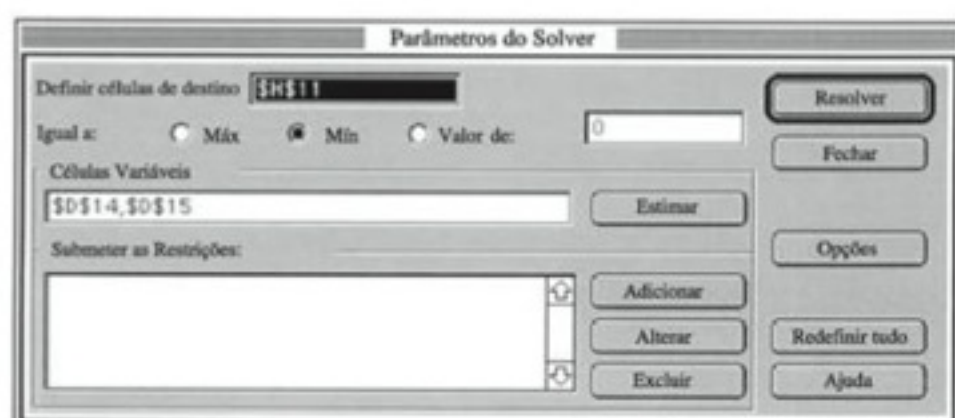 Parâmetros do Solver
Definir células de destino $H$11
Igual a: Máx Mín Valor de: 0
Células Variáveis
$D$14,$D$15
Estimar
Submeter as Restrições:
Adicionar
Alterar
Excluir
Resolver
Fechar
Opções
Redefinir tudo
Ajuda